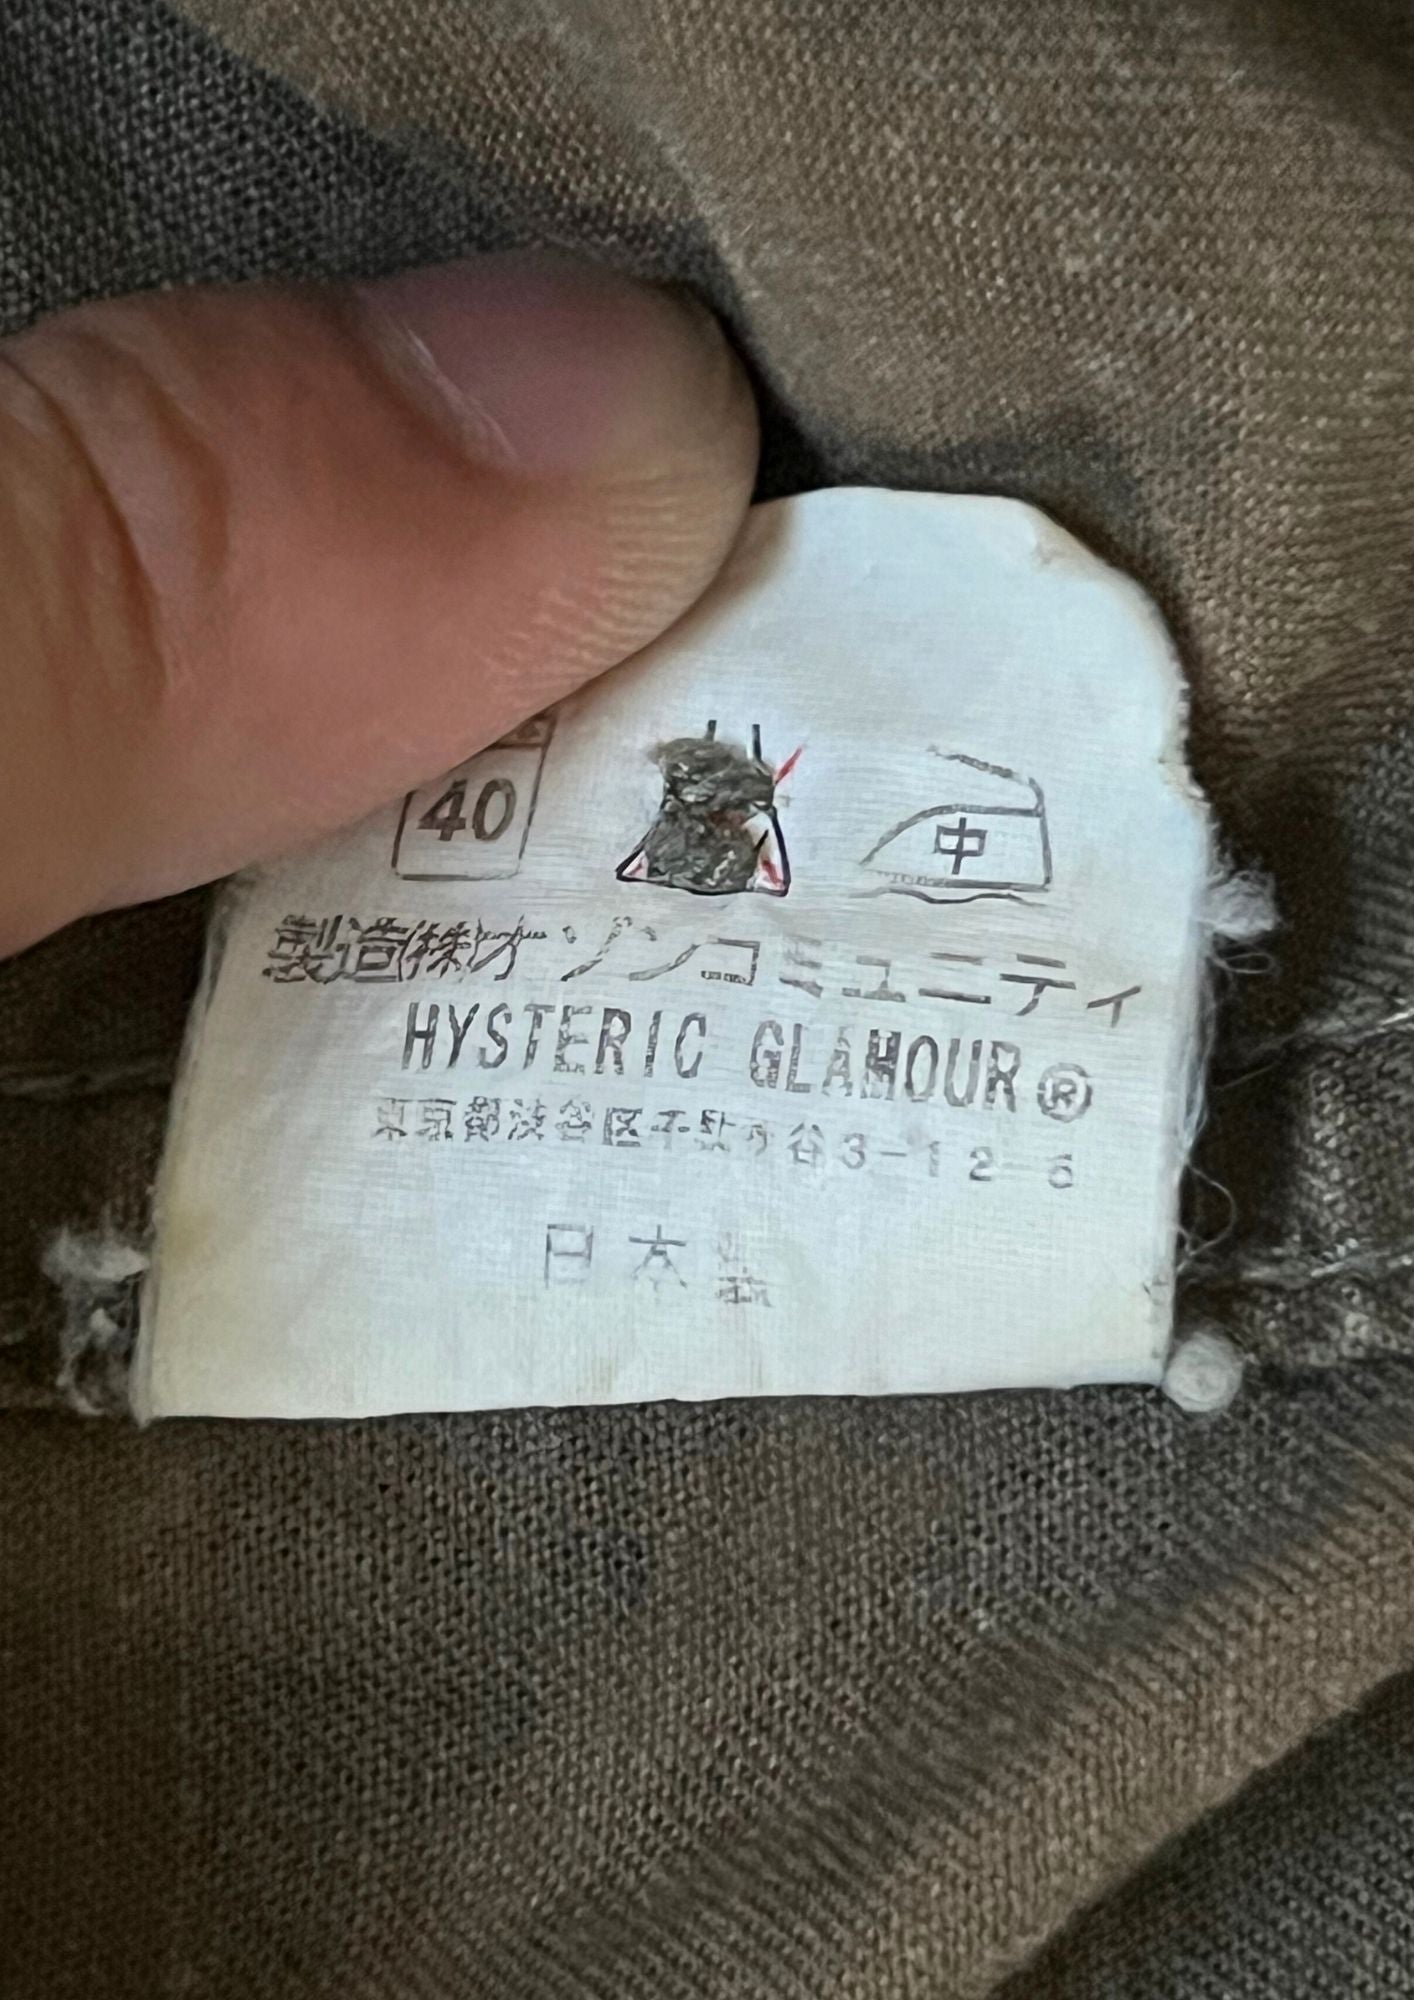 40
中
製造(株)オゾンコミュニティ
HYSTERIC GLAMOUR®
東京都渋谷区千駄ヶ谷3-12-6
日本製